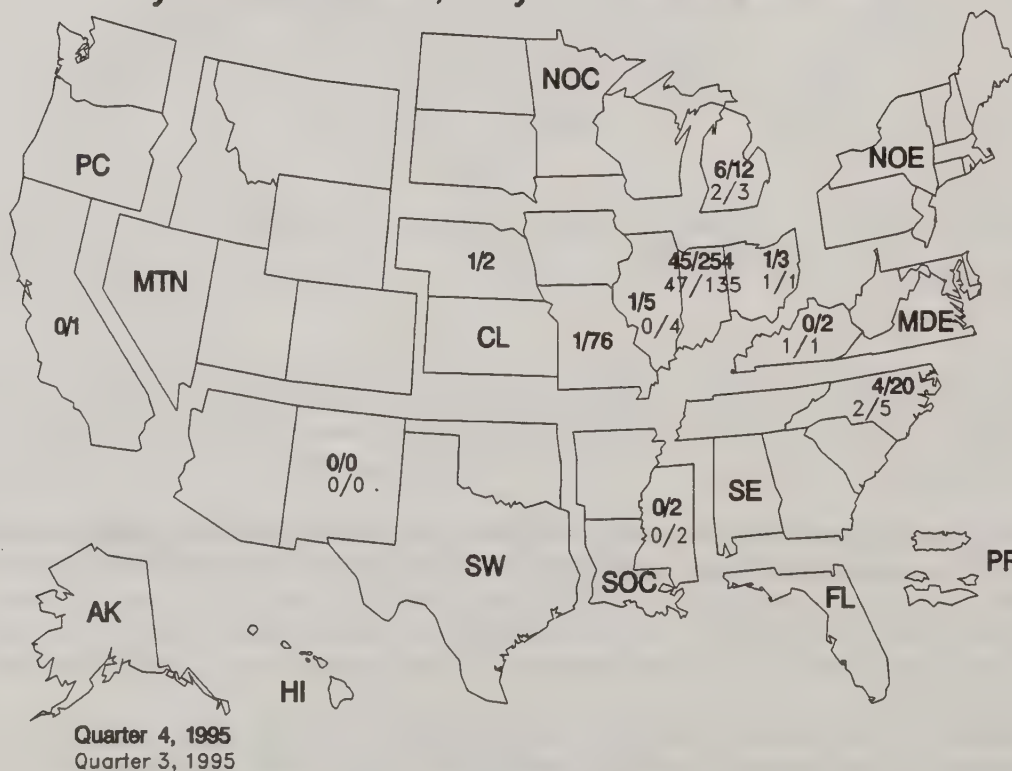 NOC
PC
NOE
6/12
2/3
1/2
45/254
47/135
1/3
1/1
MTN
1/5
0/4
0/2
1/1
MDE
0/1
CL
1/76
4/20
2/5
0/0
0/0
0/2
0/2
SE
SW
SOC
FL
AK
HI
Quarter 4, 1995
Quarter 3, 1995